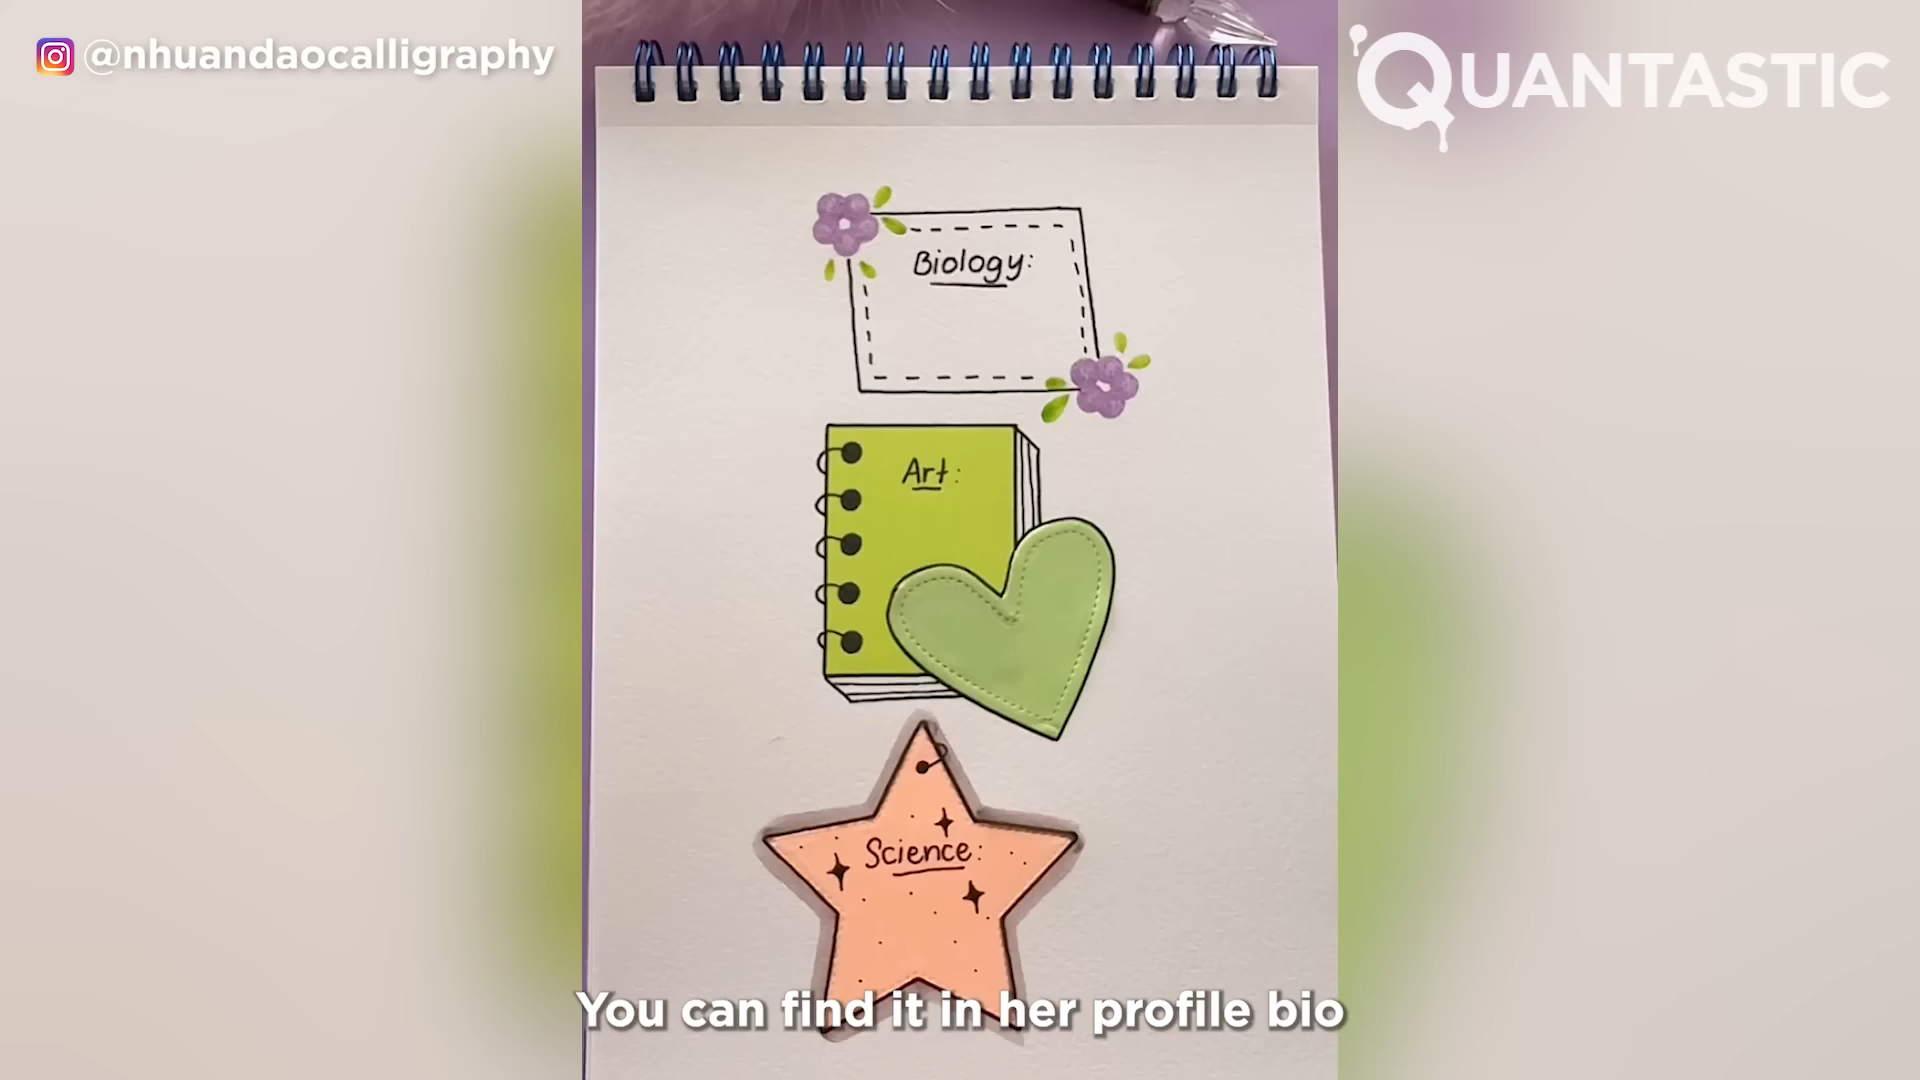 @nhuandaocalligraphy
QUANTASTIC
Biology:
Art:
Science:
You can find it in her profile bio